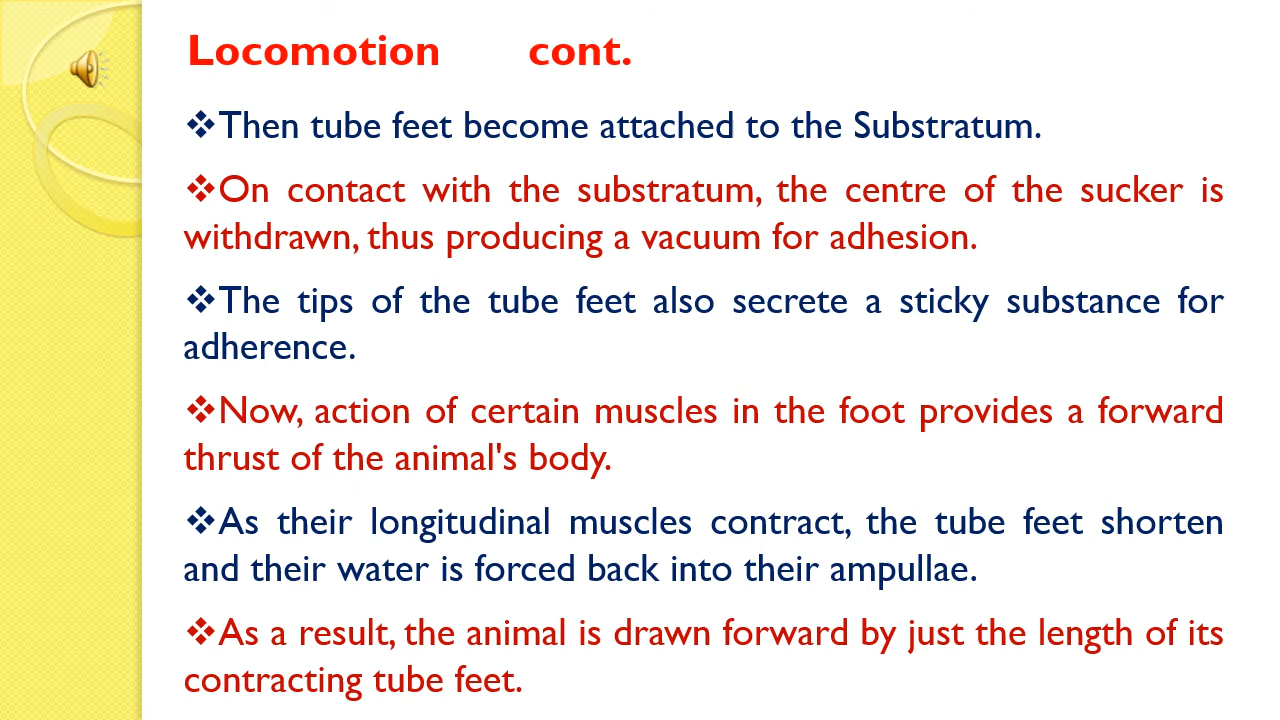 Locomotion cont.
❖Then tube feet become attached to the Substratum.
❖On contact with the substratum, the centre of the sucker is
withdrawn, thus producing a vacuum for adhesion.
❖The tips of the tube feet also secrete a sticky substance for
adherence.
❖Now, action of certain muscles in the foot provides a forward
thrust of the animal's body.
❖As their longitudinal muscles contract, the tube feet shorten
and their water is forced back into their ampullae.
❖As a result, the animal is drawn forward by just the length of its
contracting tube feet.